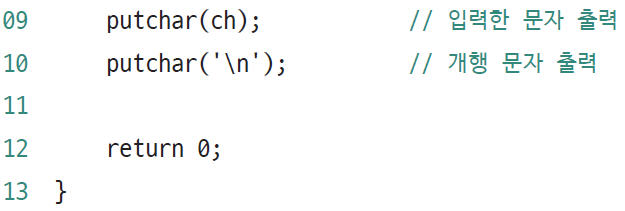 09 putchar(ch); // 입력한 문자 출력
10 putchar('\n'); // 개행 문자 출력
11
12 return 0;
13 }